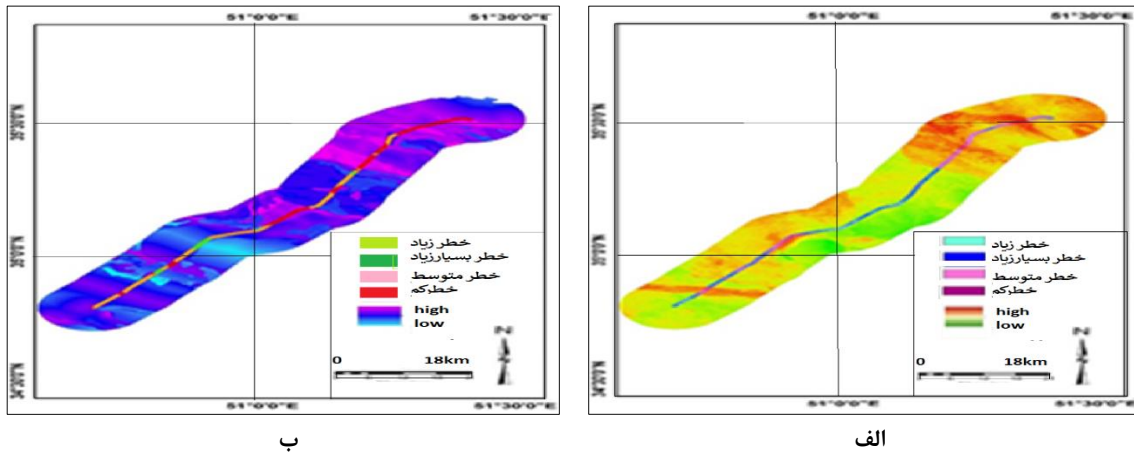 51°0'0"E
51°30'0"E
خطر زیاد
خطر بسیارزیاد
خطر متوسط
خطرکم
high
low
N
0 18km
51°0'0"E
51°30'0"E
الف
51°0'0"E
51°30'0"E
خطر زیاد
خطر بسیارزیاد
خطر متوسط
خطرکم
high
low
N
0 18km
51°0'0"E
51°30'0"E
ب